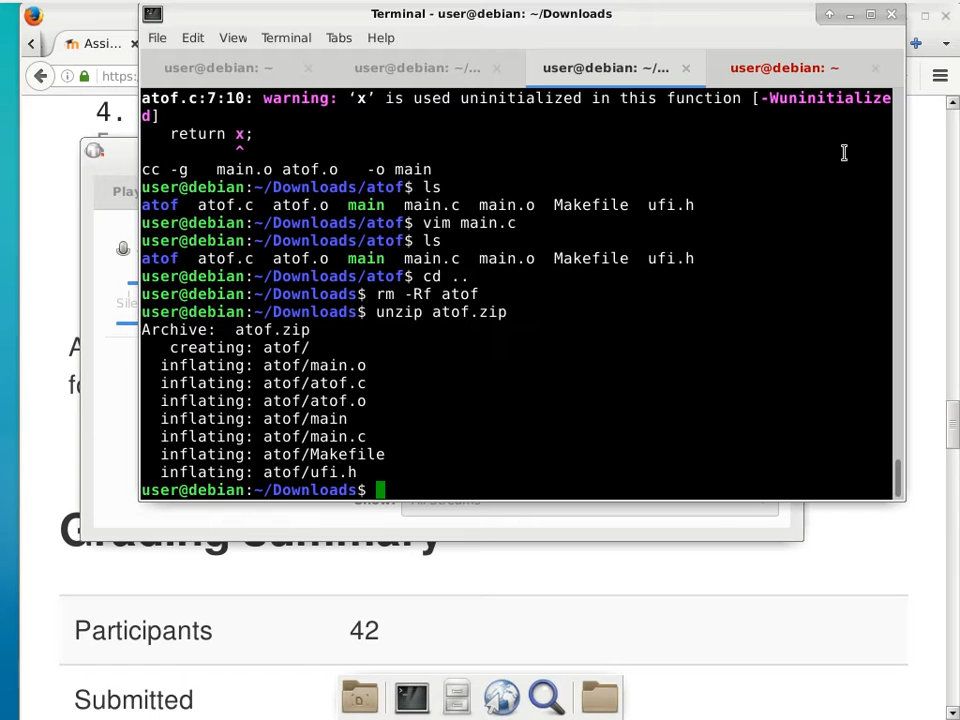 Terminal - user@debian: ~/Downloads
File Edit View Terminal Tabs Help
Assi...
https:
user@debian: ~
user@debian: ~/...
user@debian: ~/...
user@debian: ~
4.
atof.c:7:10: warning: ‘x’ is used uninitialized in this function [-Wuninitialize
d]
return x;
^
cc -g main.o atof.o -o main
user@debian:~/Downloads/atof$ ls
atof atof.c atof.o main main.c main.o Makefile ufi.h
user@debian:~/Downloads/atof$ vim main.c
user@debian:~/Downloads/atof$ ls
atof atof.c atof.o main main.c main.o Makefile ufi.h
user@debian:~/Downloads/atof$ cd ..
user@debian:~/Downloads$ rm -Rf atof
user@debian:~/Downloads$ unzip atof.zip
Archive: atof.zip
creating: atof/
inflating: atof/main.o
inflating: atof/atof.c
inflating: atof/atof.o
inflating: atof/main
inflating: atof/main.c
inflating: atof/Makefile
inflating: atof/ufi.h
user@debian:~/Downloads$
Play
Sile
Grading Summary
Participants 42
Submitted